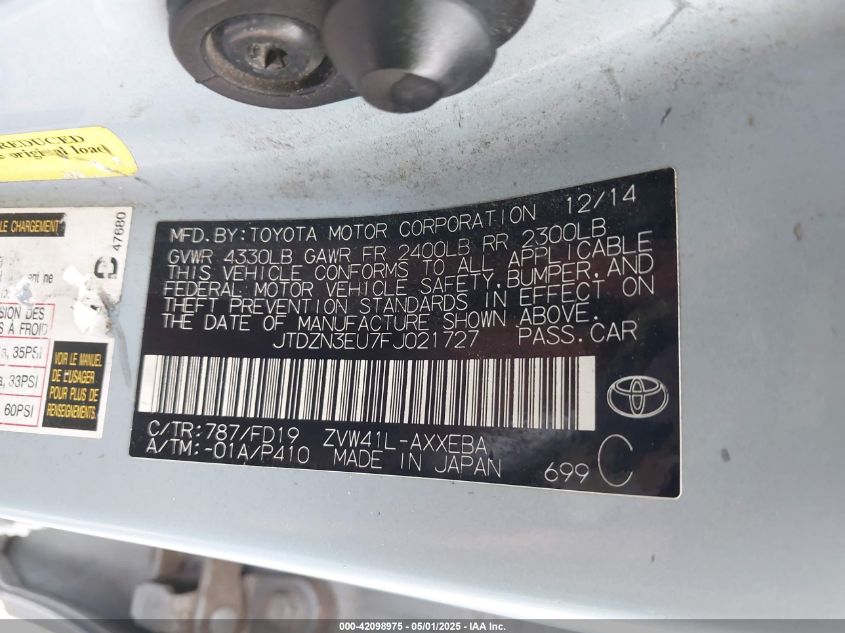 REDUCED
original load
LE CHARGEMENT
47680
a, 35PSI
a, 33PSI
60PSI
VOIR LE MANUEL
DE L'USAGER
POUR PLUS DE
RENSEIGNEMENTS
MFD. BY: TOYOTA MOTOR CORPORATION 12/14
GVWR 4330LB GAWR FR 2400LB RR 2300LB
THIS VEHICLE CONFORMS TO ALL APPLICABLE
FEDERAL MOTOR VEHICLE SAFETY, BUMPER, AND
THEFT PREVENTION STANDARDS IN EFFECT ON
THE DATE OF MANUFACTURE SHOWN ABOVE.
JTDZN3EU7FJ021727 PASS. CAR
C/TR: 787/FD19 ZVW41L-AXXEBA
A/TM: -01A/P410 MADE IN JAPAN 699 C
000-42098975 - 05/01/2025 - IAA Inc.